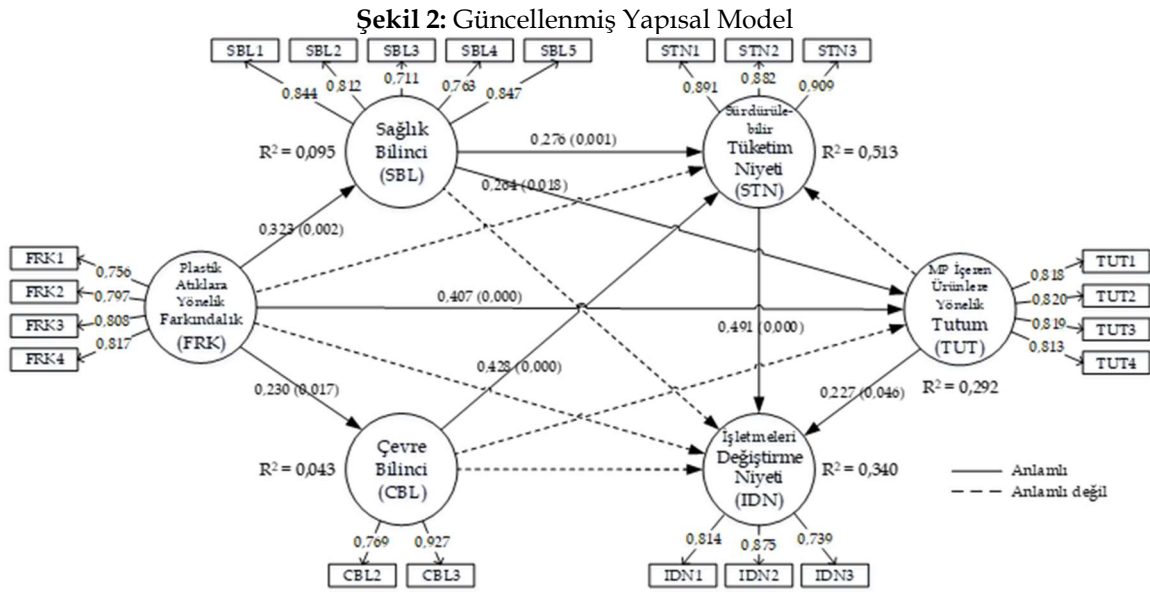 Şekil 2: Güncellenmiş Yapısal Model
SBL1
SBL2
SBL3
SBL4
SBL5
STN1
STN2
STN3
0,844
0,812
0,711
0,763
0,847
0,891
0,882
0,909
Sağlık
Bilinci
(SBL)
R² = 0,095
Sürdürüle-
bilir
Tüketim
Niyeti
(STN)
R² = 0,513
0,276 (0,001)
0,264 (0,018)
0,323 (0,002)
FRK1
FRK2
FRK3
FRK4
0,756
0,797
0,808
0,817
Plastik
Atıklara
Yönelik
Farkındalık
(FRK)
0,407 (0,000)
0,491 (0,000)
MP İçeren
Ürünlere
Yönelik
Tutum
(TUT)
R² = 0,292
0,818
0,820
0,819
0,813
TUT1
TUT2
TUT3
TUT4
0,230 (0,017)
0,428 (0,000)
0,227 (0,046)
Çevre
Bilinci
(CBL)
R² = 0,043
İşletmeleri
Değiştirme
Niyeti
(IDN)
R² = 0,340
Anlamlı
Anlamlı değil
0,769
0,927
0,814
0,875
0,739
CBL2
CBL3
IDN1
IDN2
IDN3